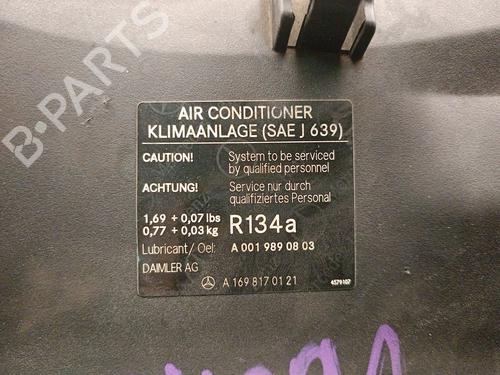 B-PARTS
AIR CONDITIONER
KLIMAANLAGE (SAE J 639)
CAUTION! System to be serviced
by qualified personnel
ACHTUNG! Service nur durch
qualifiziertes Personal
1,69 + 0,07 lbs
0,77 + 0,03 kg R134a
Lubricant/ Oel: A 001 989 08 03
DAIMLER AG A 169 817 01 21 4579107